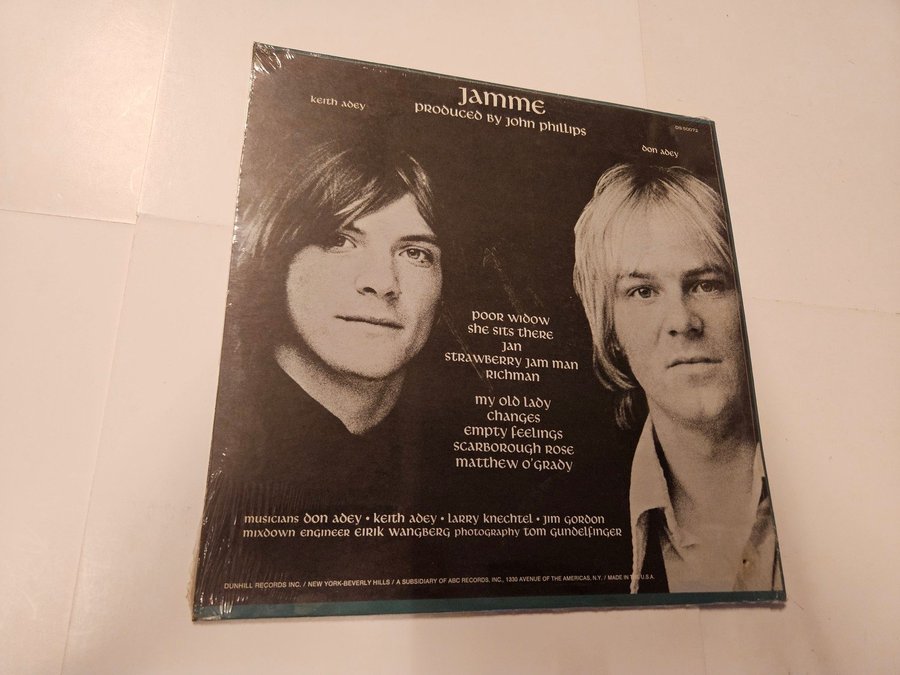 Jamme
produced by John Phillips
Keith Adey
DS 50072
Don Adey
Poor Widow
She Sits There
Jan
Strawberry Jam Man
Richman
My Old Lady
Changes
Empty Feelings
Scarborough Rose
Matthew O'Grady
musicians Don Adey • Keith Adey • Larry Knechtel • Jim Gordon
mixdown engineer Eirik Wangberg photography Tom Gundelfinger
DUNHILL RECORDS INC. / NEW YORK-BEVERLY HILLS / A SUBSIDIARY OF ABC RECORDS, INC., 1330 AVENUE OF THE AMERICAS, N.Y. / MADE IN THE U.S.A.